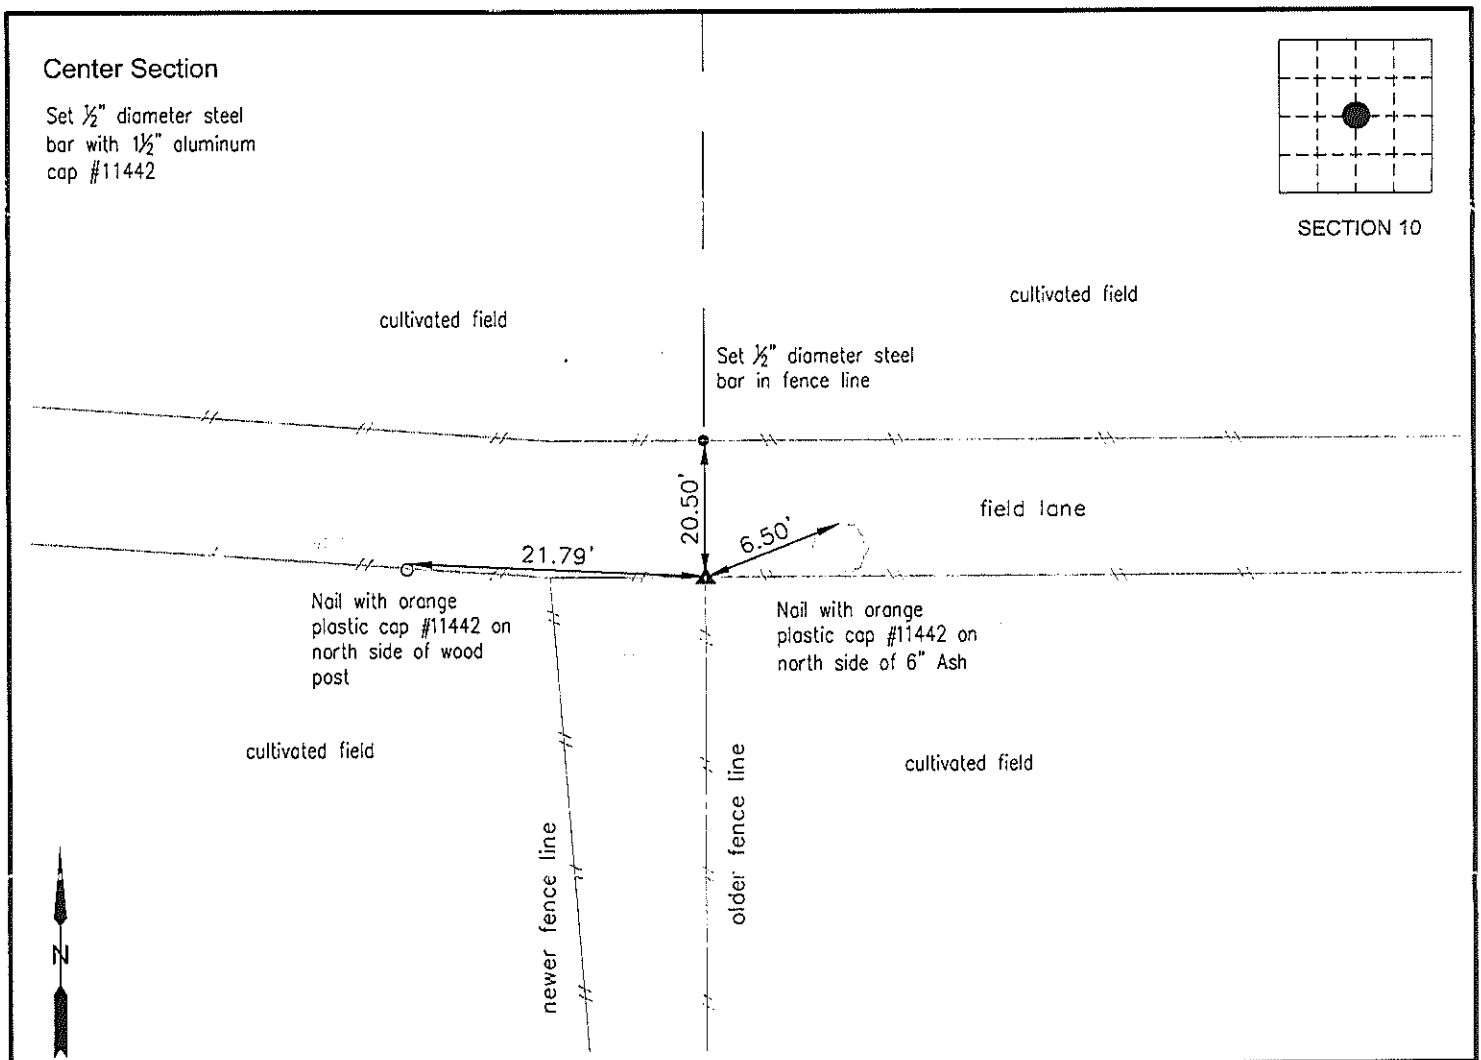 Center Section
Set ½" diameter steel
bar with 1½" aluminum
cap #11442
SECTION 10
cultivated field
cultivated field
Set ½" diameter steel
bar in fence line
20.50'
6.50'
field lane
21.79'
Nail with orange
plastic cap #11442 on
north side of wood
post
Nail with orange
plastic cap #11442 on
north side of 6" Ash
cultivated field
cultivated field
newer fence line
older fence line
N